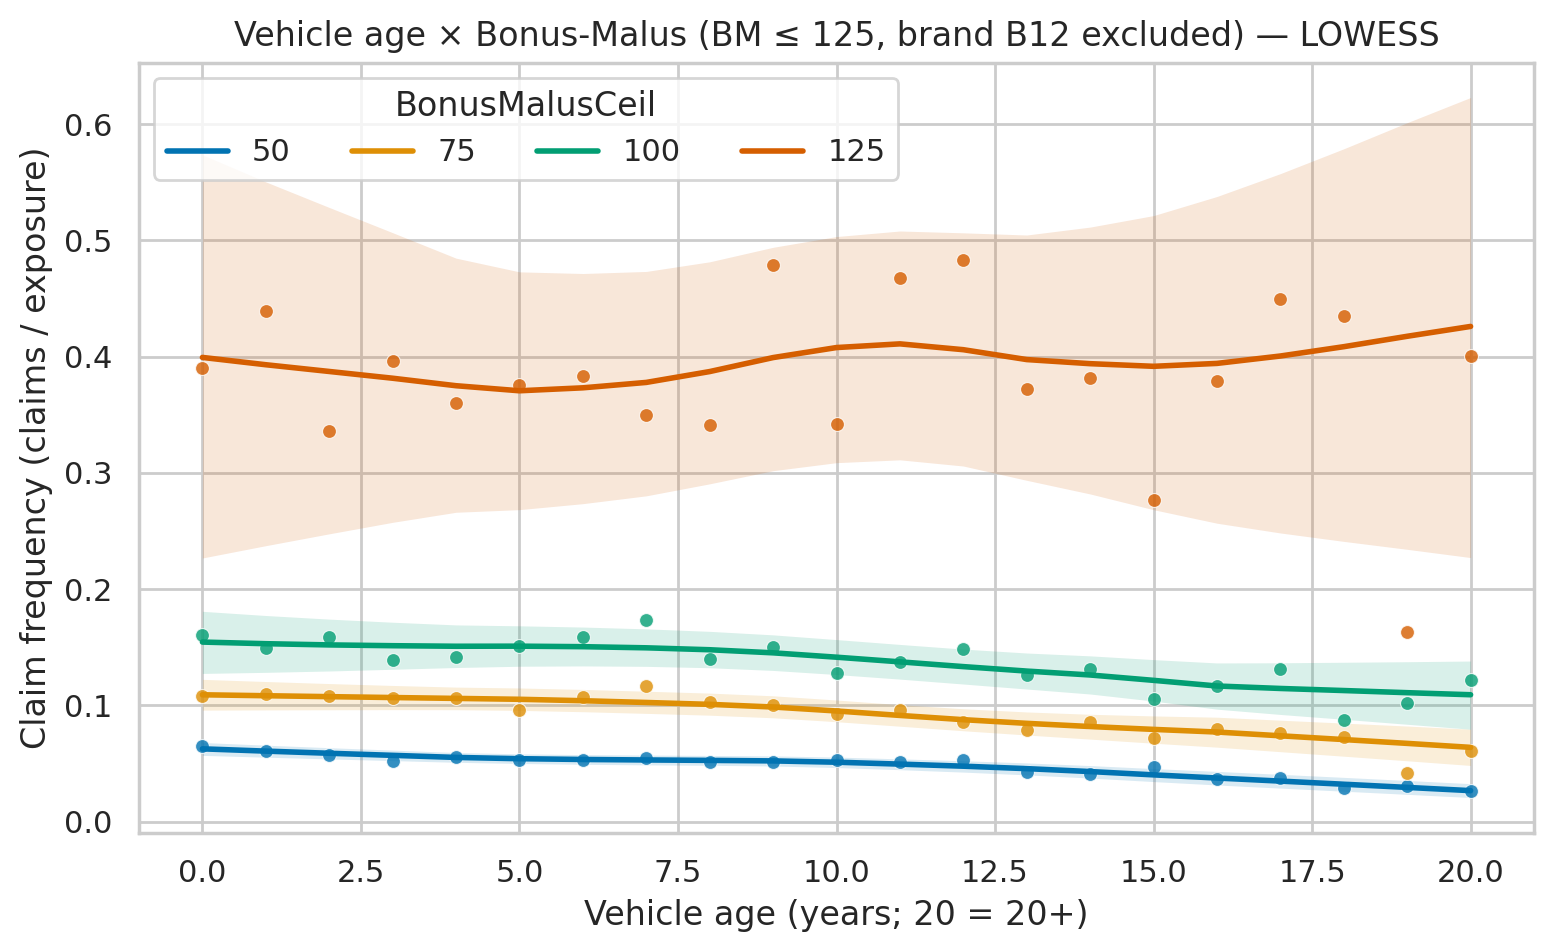 Vehicle age × Bonus-Malus (BM ≤ 125, brand B12 excluded) — LOWESS
BonusMalusCeil
50 75 100 125
Claim frequency (claims / exposure)
0.6
0.5
0.4
0.3
0.2
0.1
0.0
0.0 2.5 5.0 7.5 10.0 12.5 15.0 17.5 20.0
Vehicle age (years; 20 = 20+)